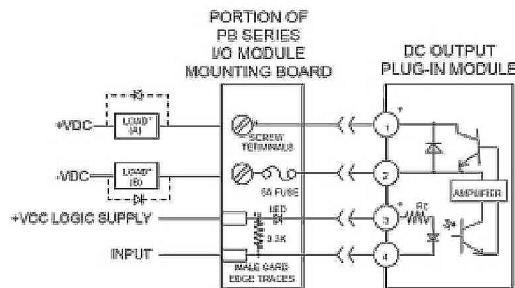 PORTION OF
PB SERIES
I/O MODULE
MOUNTING BOARD
DC OUTPUT
PLUG-IN MODULE
+VDC
LOAD*
(A)
SCREW
TERMINALS
+
1
-VDC
LOAD*
(B)
5A FUSE
2
AMPLIFIER
+VCC LOGIC SUPPLY
LED
3.3K
+
3
Rc
INPUT
4
MALE CARD
EDGE TRACES